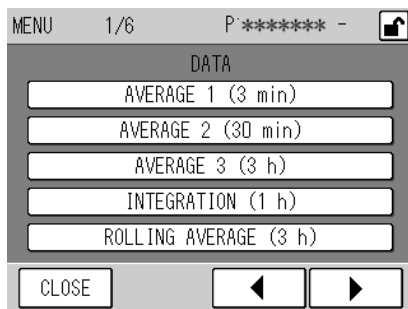 MENU 1/6 P ******* -
DATA
AVERAGE 1 (3 min)
AVERAGE 2 (30 min)
AVERAGE 3 (3 h)
INTEGRATION (1 h)
ROLLING AVERAGE (3 h)
CLOSE